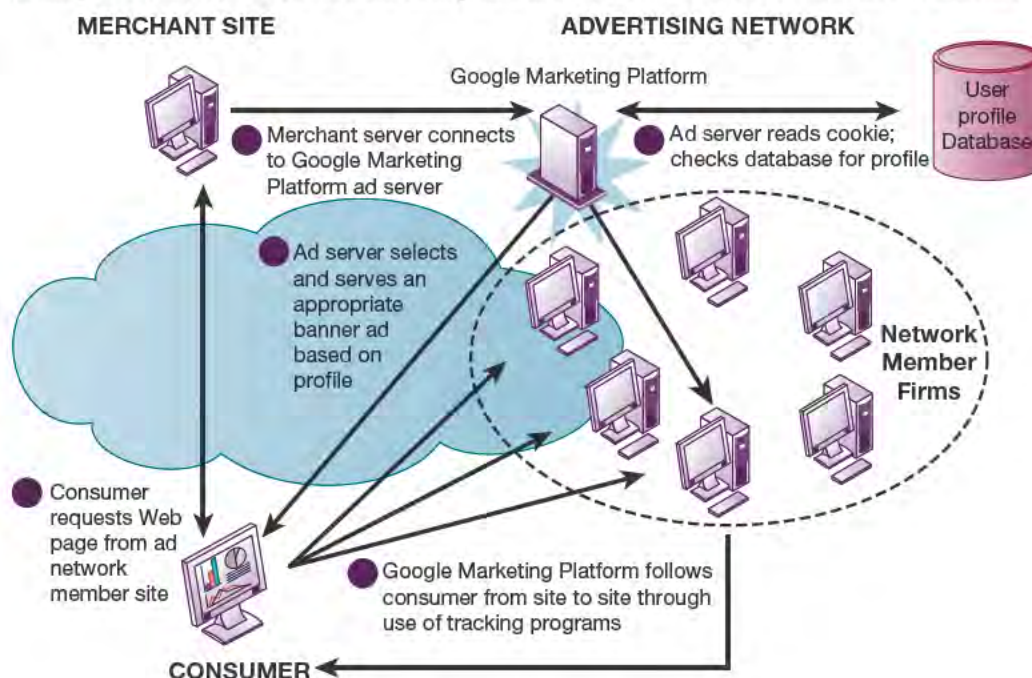 MERCHANT SITE
ADVERTISING NETWORK
Google Marketing Platform
User
profile
Database
Merchant server connects
to Google Marketing
Platform ad server
Ad server reads cookie;
checks database for profile
Ad server selects
and serves an
appropriate
banner ad
based on
profile
Network
Member
Firms
Consumer
requests Web
page from ad
network
member site
Google Marketing Platform follows
consumer from site to site through
use of tracking programs
CONSUMER